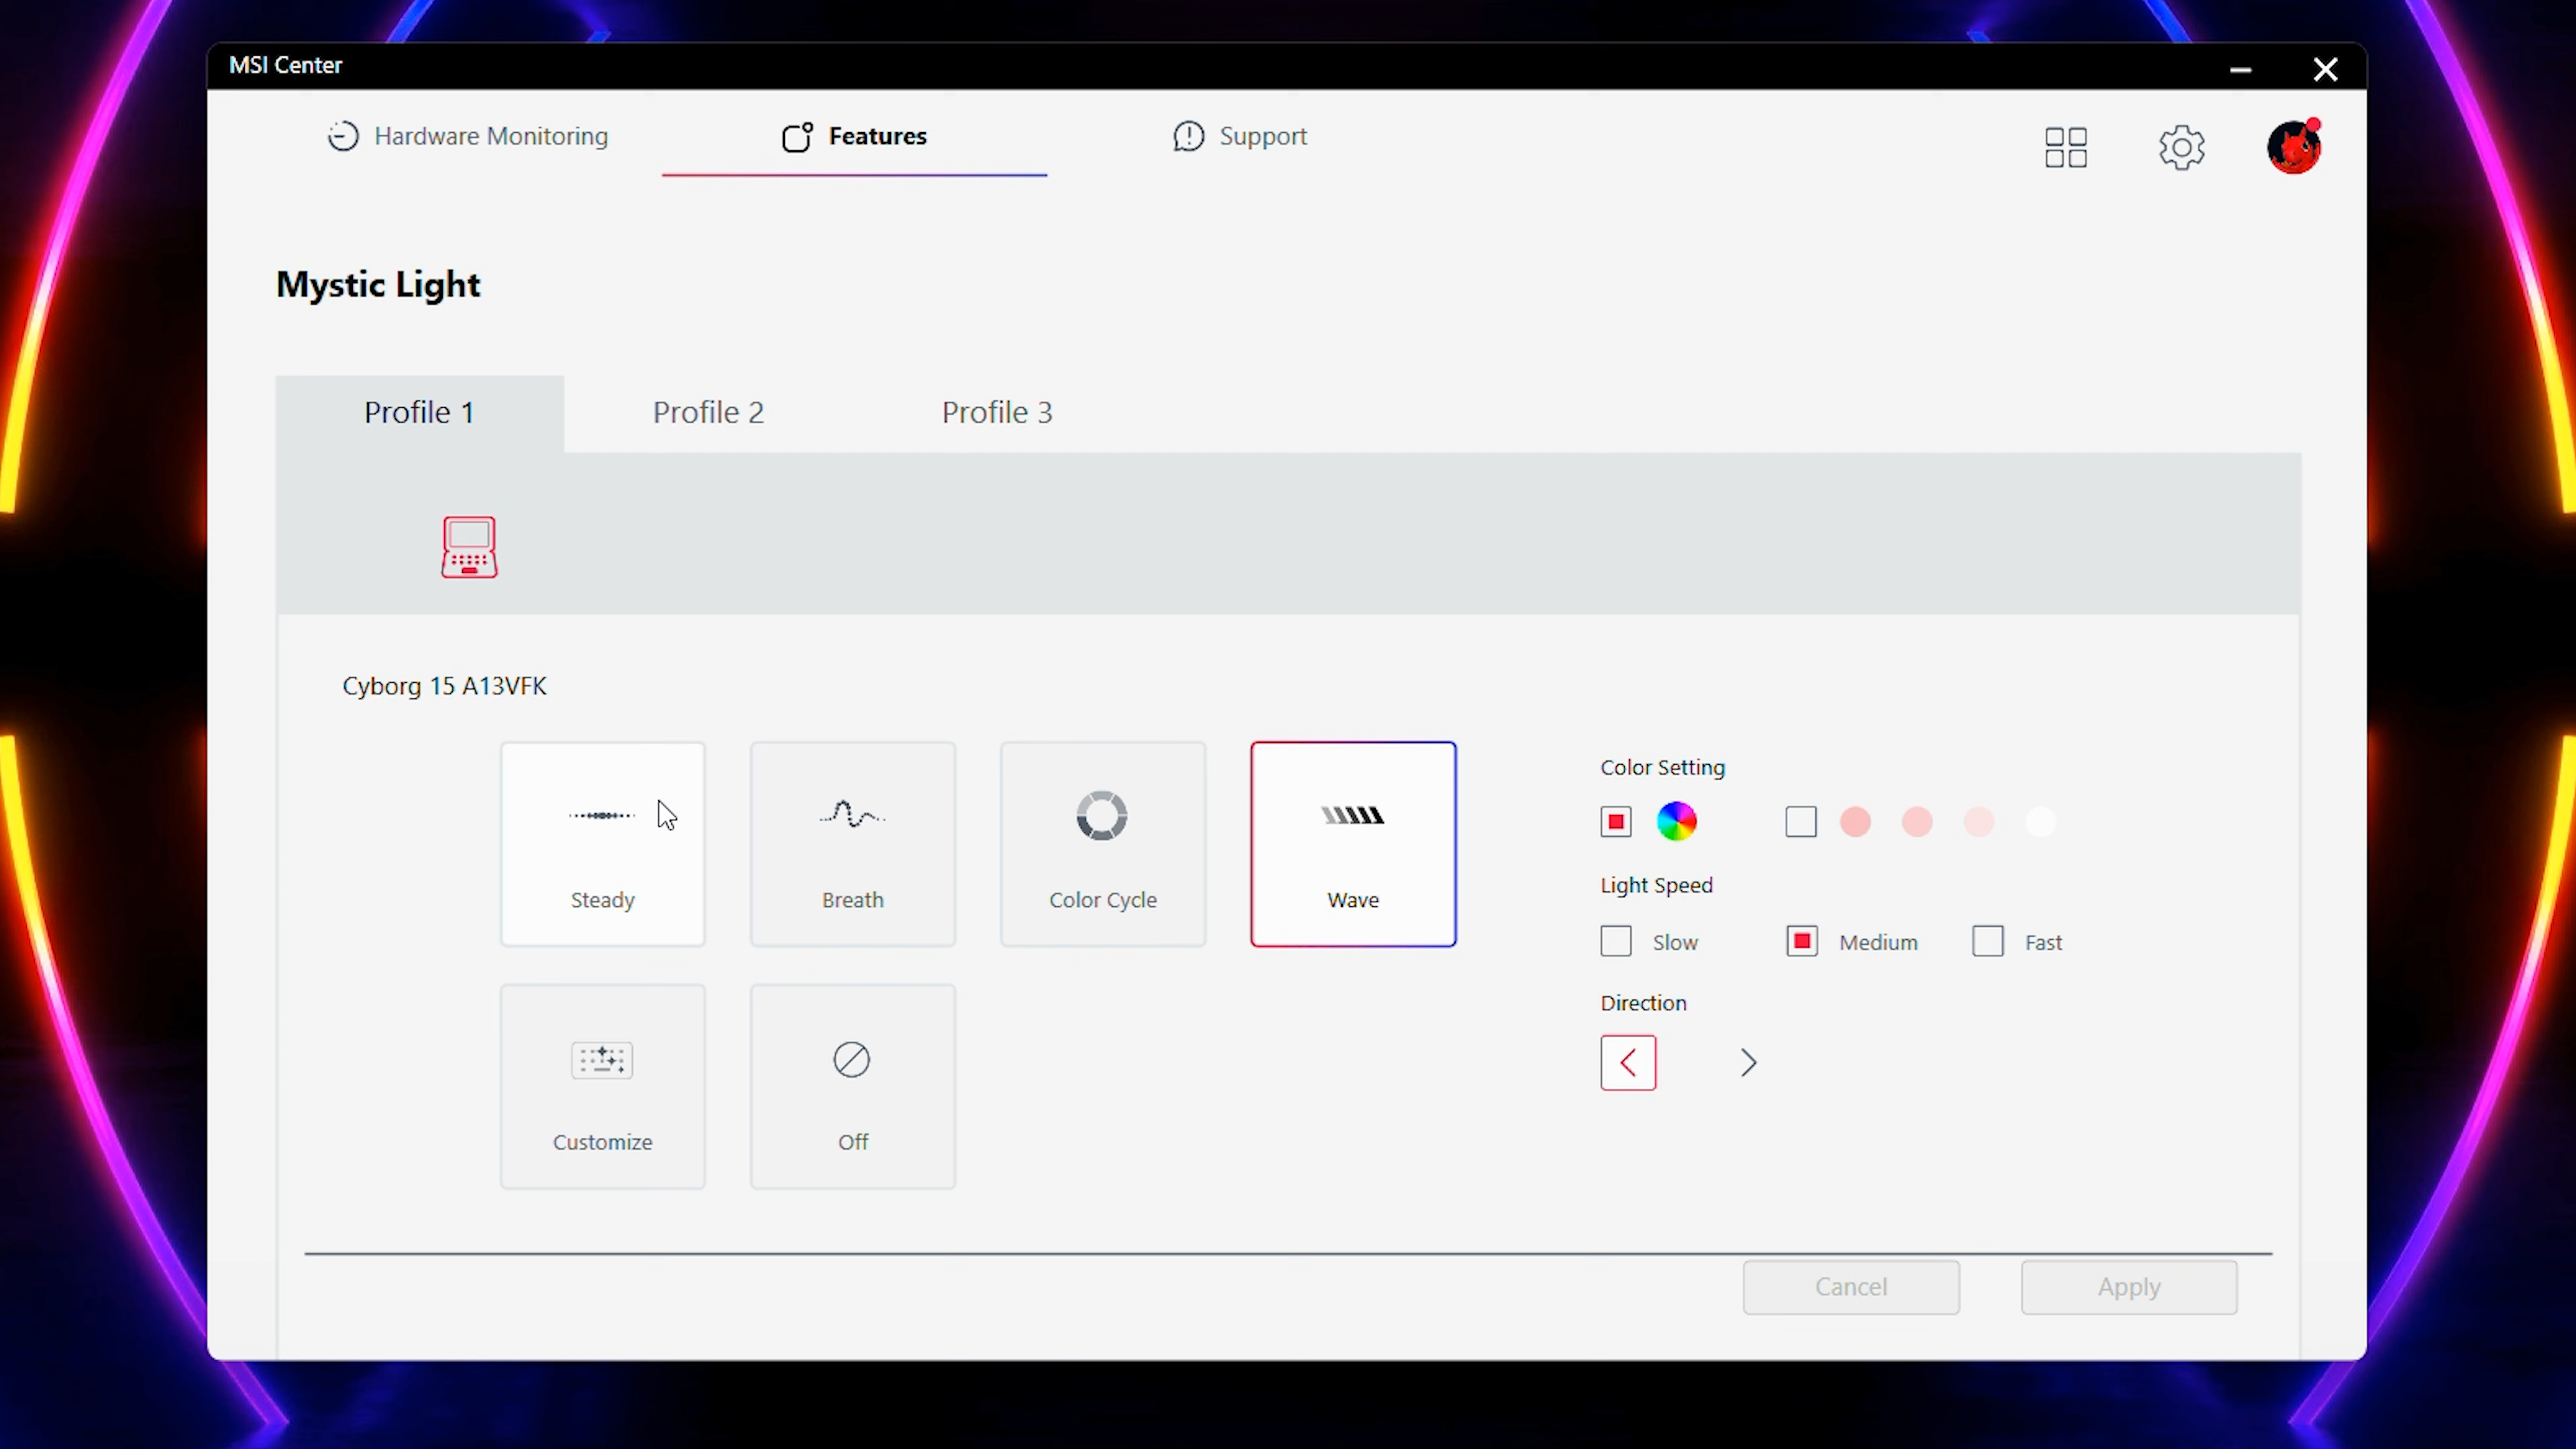 MSI Center
Hardware Monitoring
Features
Support
Mystic Light
Profile 1
Profile 2
Profile 3
Cyborg 15 A13VFK
Steady
Breath
Color Cycle
Wave
Customize
Off
Color Setting
Light Speed
Slow
Medium
Fast
Direction
Cancel
Apply